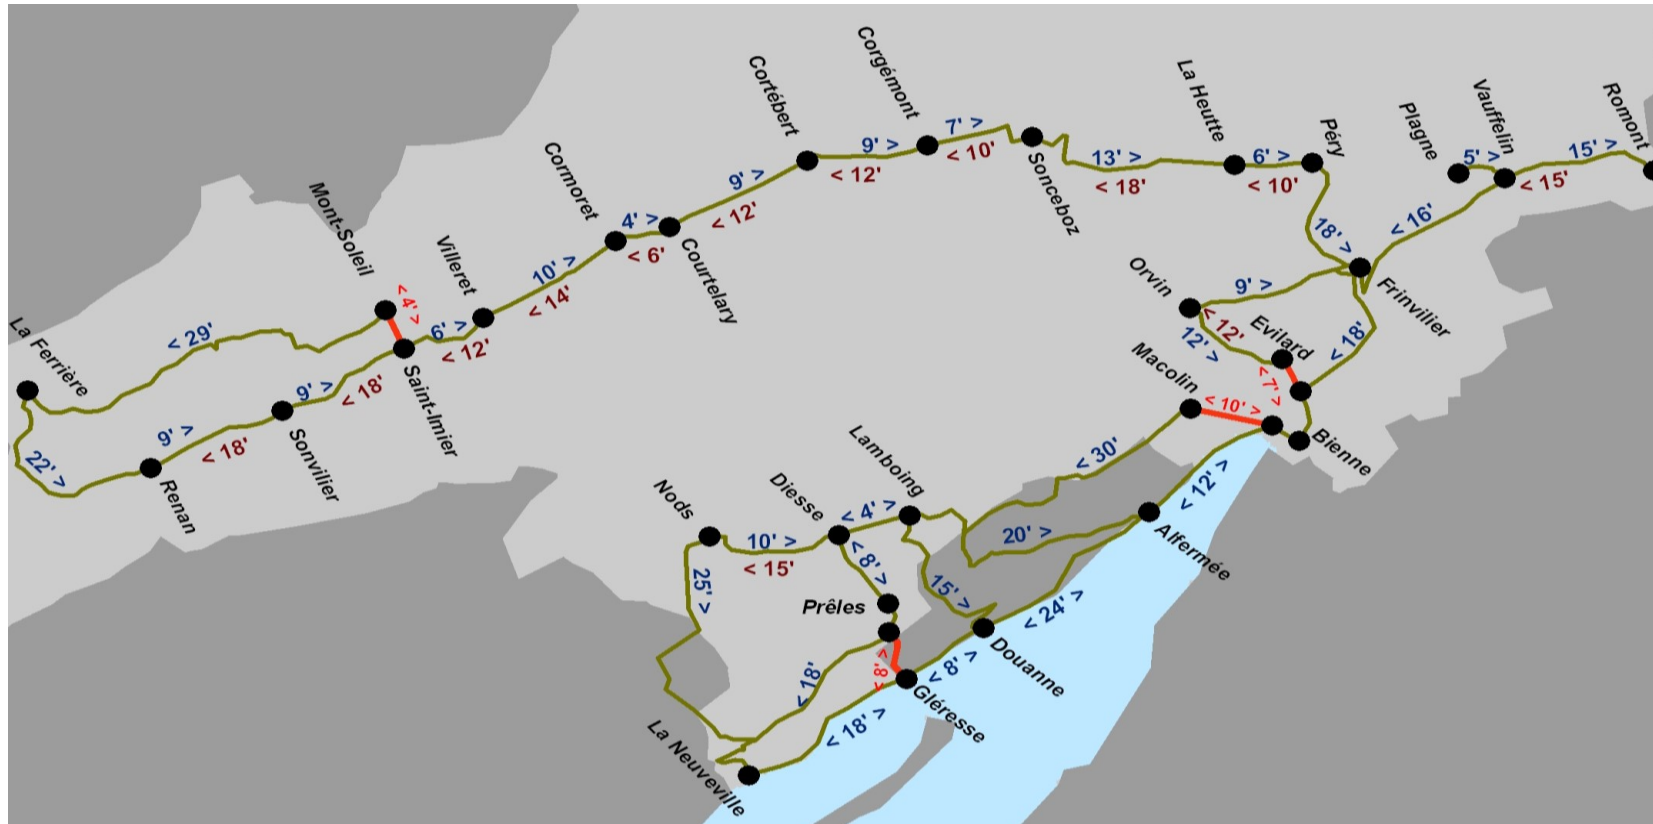 Corgémont
Cortébert
7' >
9' >
< 10'
< 12'
La Heutte
Péry
Plagne
Vauffelin
Romont
13' >
6' >
5' >
15' >
< 18'
< 10'
< 15'
Sonceboz
Cormoret
9' >
< 12'
4' >
< 6'
Courtelary
Mont-Soleil
Villeret
10' >
< 14'
18' >
< 16'
Orvin
9' >
Frinvilier
< 4' >
6' >
< 12'
La Ferrière
< 29'
< 12'
12' >
Evilard
< 18'
Macolin
< 7' >
< 10' >
Saint-Imier
9' >
< 18'
9' >
< 18'
Sonvilier
22' >
Renan
Bienne
Lamboing
< 30'
< 12' >
Nods
Diesse
< 4' >
20' >
Alfermée
10' >
< 15'
< 8' >
25' >
15' >
Prêles
< 24' >
Douanne
< 18'
< 8' >
< 8' >
Gléresse
< 18' >
La Neuveville